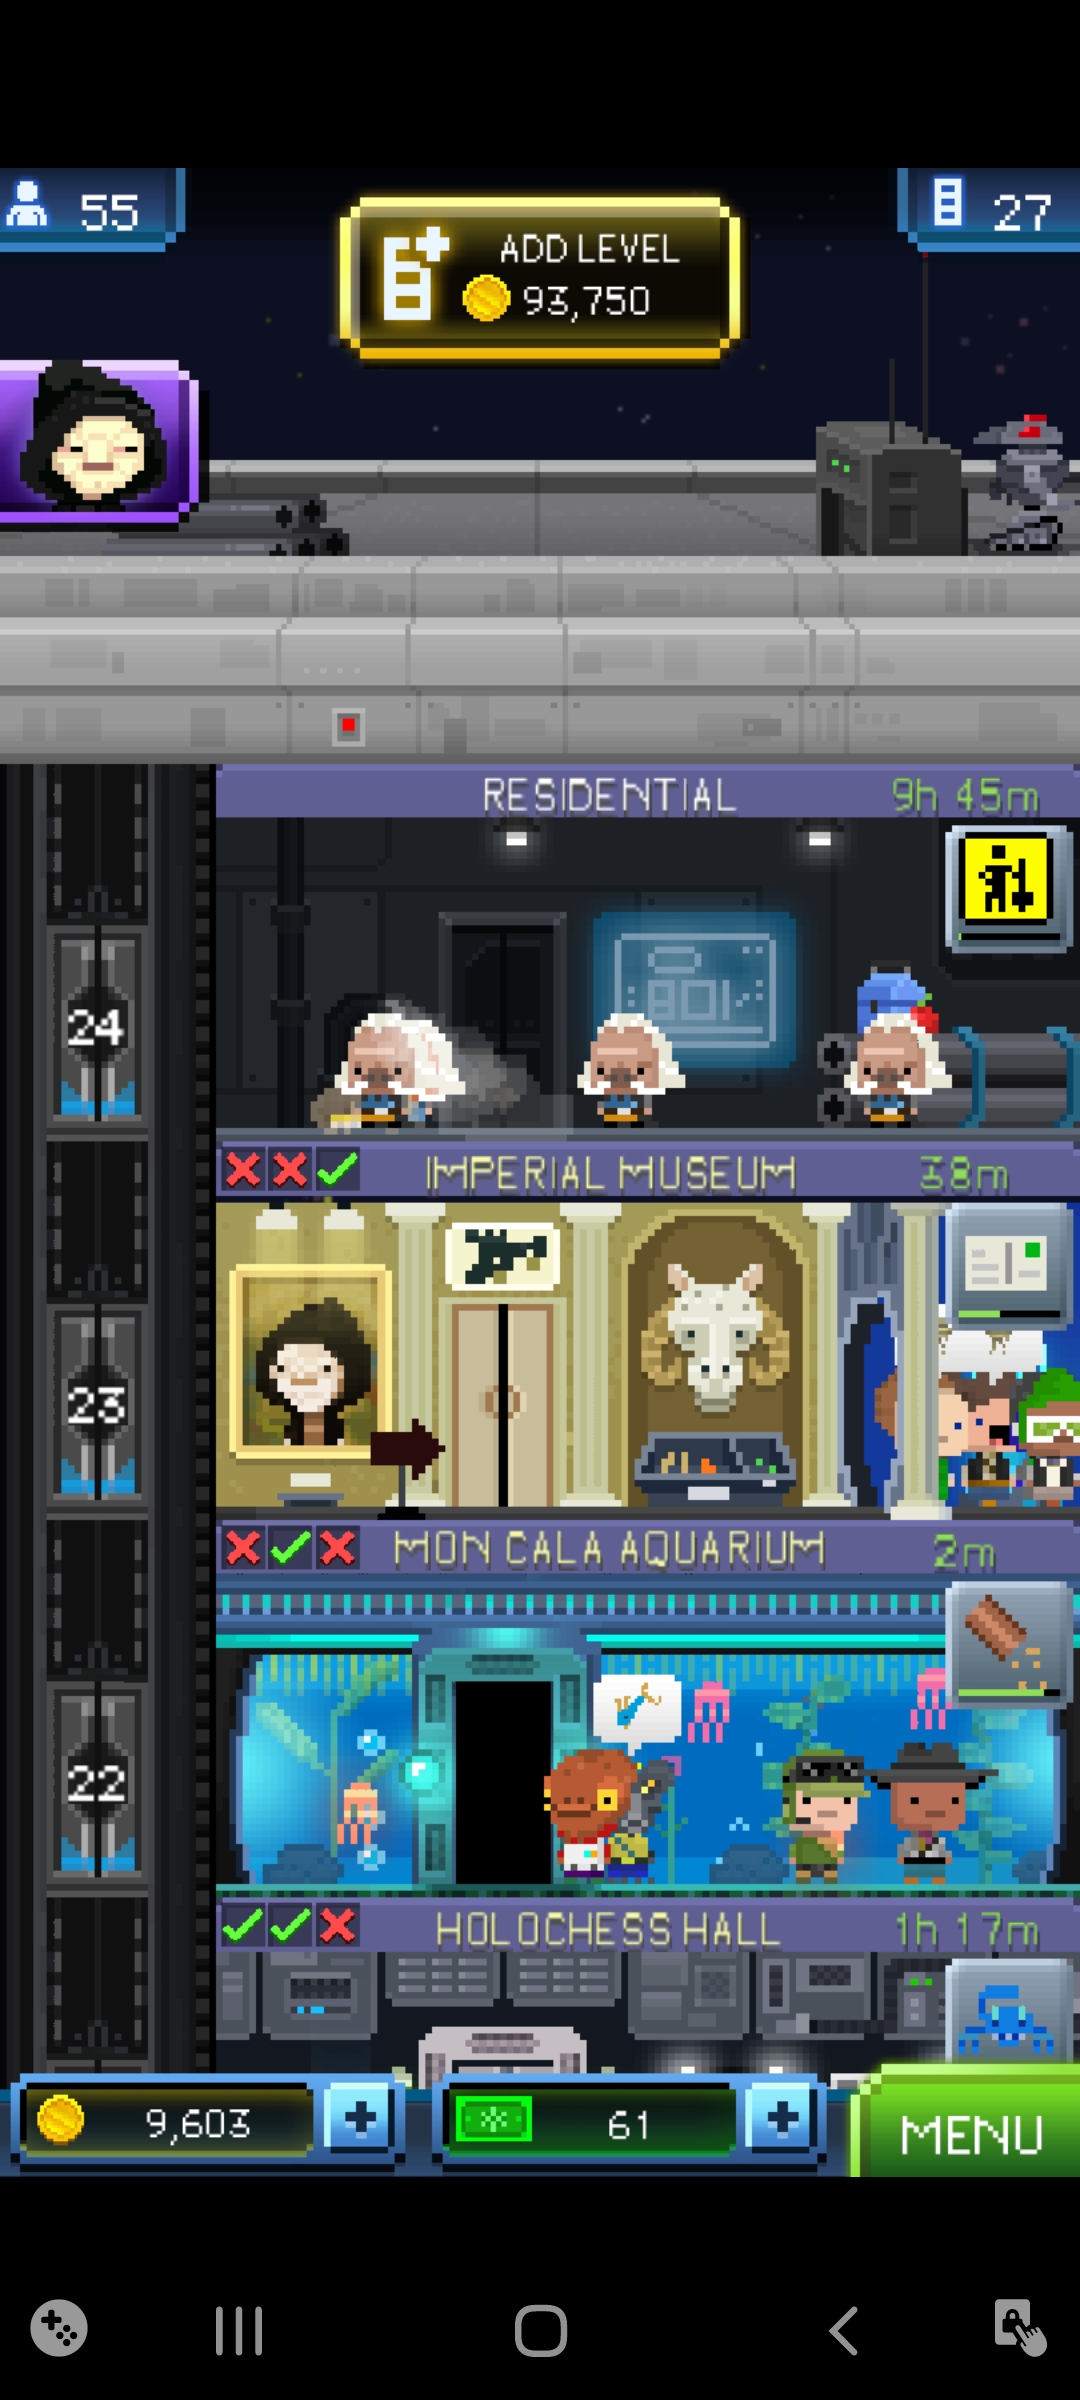 55
ADD LEVEL
93,750
27
RESIDENTIAL 9h 45m
24
IMPERIAL MUSEUM 38m
23
MON CALA AQUARIUM 2m
22
HOLOCHESS HALL 1h 17m
9,603
61
MENU